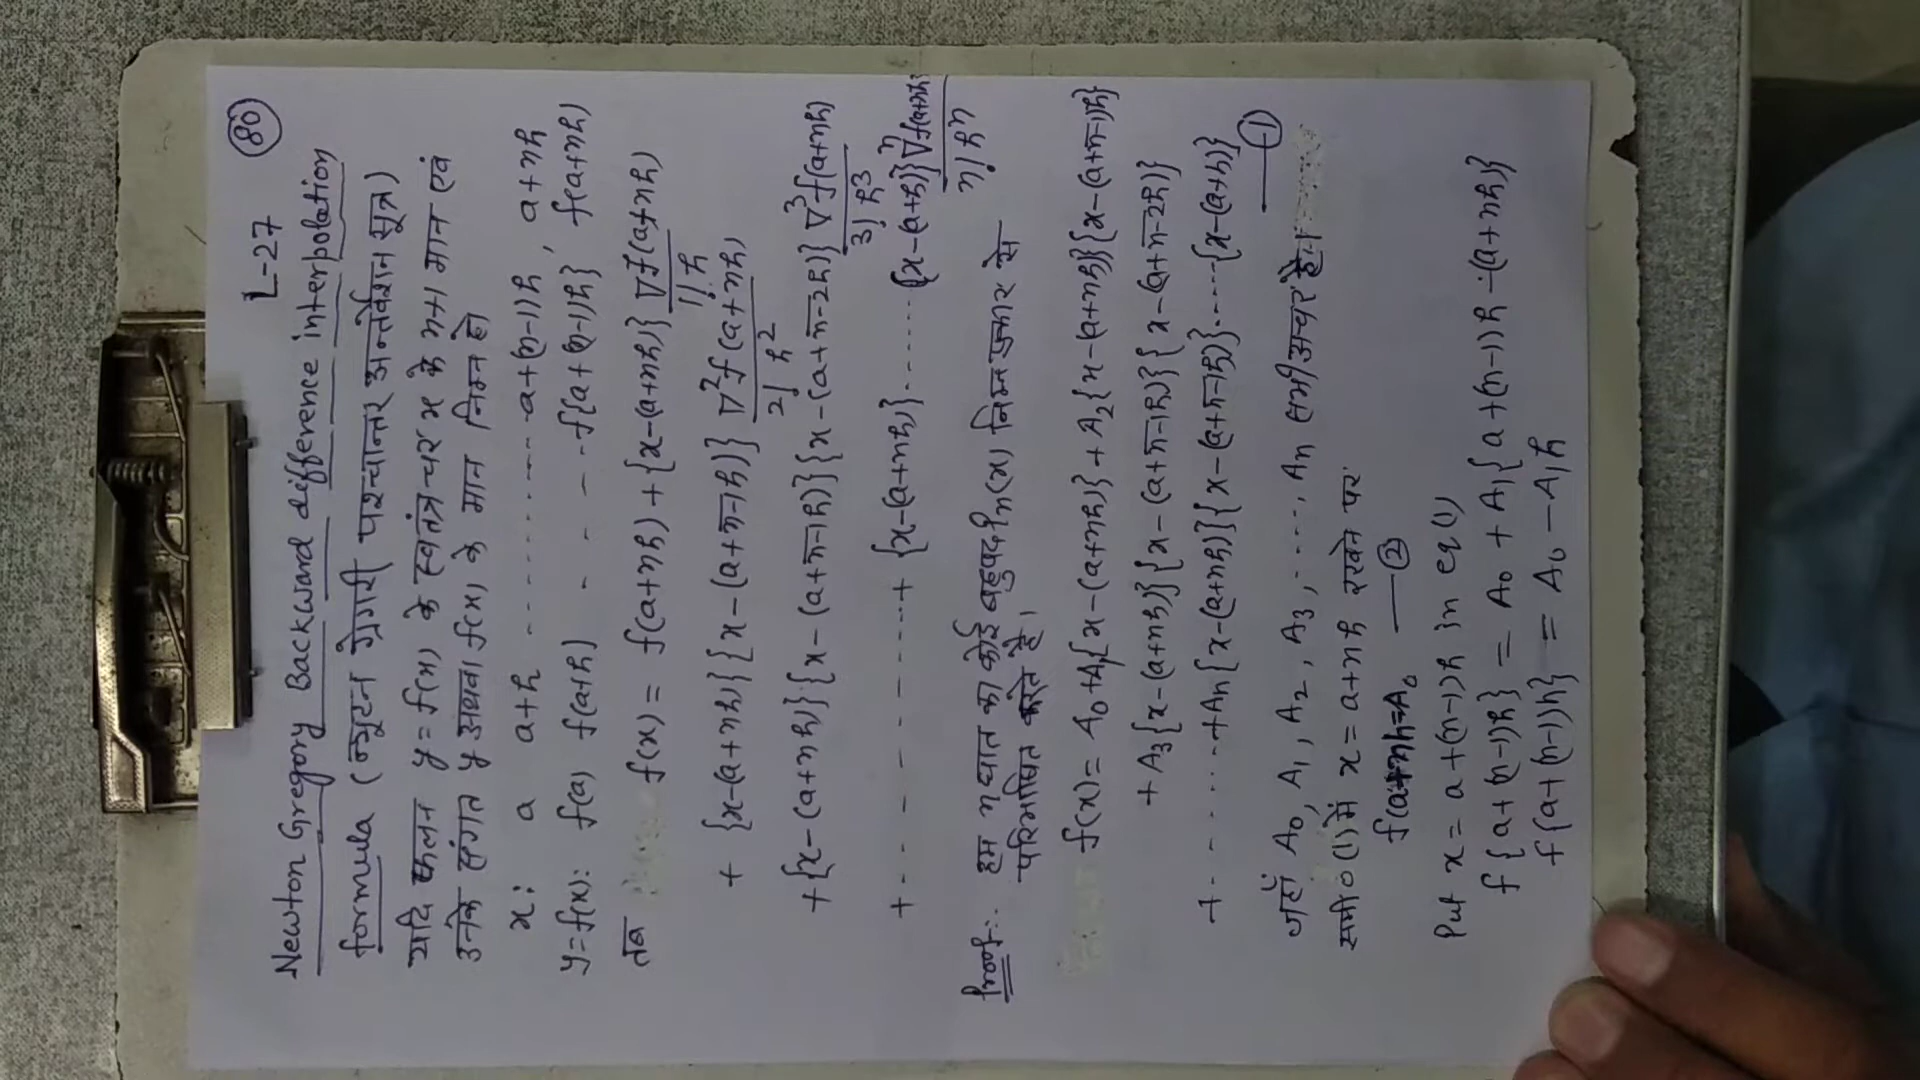 L-27 (80)
Newton Gregory Backward difference interpolation
formula (न्यूटन ग्रेगरी पश्चान्तर अन्तर्वेशन सूत्र)
यदि फलन y=f(x) के स्वतंत्र चर x के n+1 मान एवं
उनके संगत y अथवा f(x) के मान निम्न हो
x: a a+h ---------- a+(n-1)h, a+nh
y=f(x): f(a) f(a+h) - - - - f{a+(n-1)h} f(a+nh)
तब f(x) = f(a+nh) + {x-(a+nh)} ∇f(a+nh)/1!h
+ {x-(a+nh)}{x-(a+n-1h)} ∇²f(a+nh)/2!h²
+{x-(a+nh)}{x-(a+n-1h)}{x-(a+n-2h)} ∇³f(a+nh)/3!h³
+ - - - - - - - + {x-(a+nh)}........{x-(a+h)} ∇ⁿf(a+nh)/n!hⁿ
Proof:- हम n घात का कोई बहुपद Pn(x) निम्न प्रकार से
परिभाषित करते है।
f(x) = A₀+A₁{x-(a+nh)}+A₂{x-(a+nh)}{x-(a+n-1)h}
+A₃{x-(a+nh)}{x-(a+n-1h)}{x-(a+n-2h)}
+ - - - - - - +An{x-(a+nh)}{x-(a+n-1h)}.....{x-(a+h)} —①
जहाँ A₀, A₁, A₂, A₃, ....., An सभी अचर है।
समी० (1) में x = a+nh रखने पर
f(a+nh=A₀ —②
Put x = a+(n-1)h in eq (1)
f{a+(n-1)h} = A₀ + A₁{a+(n-1)h-(a+nh)}
f{a+(n-1)h} = A₀ - A₁h